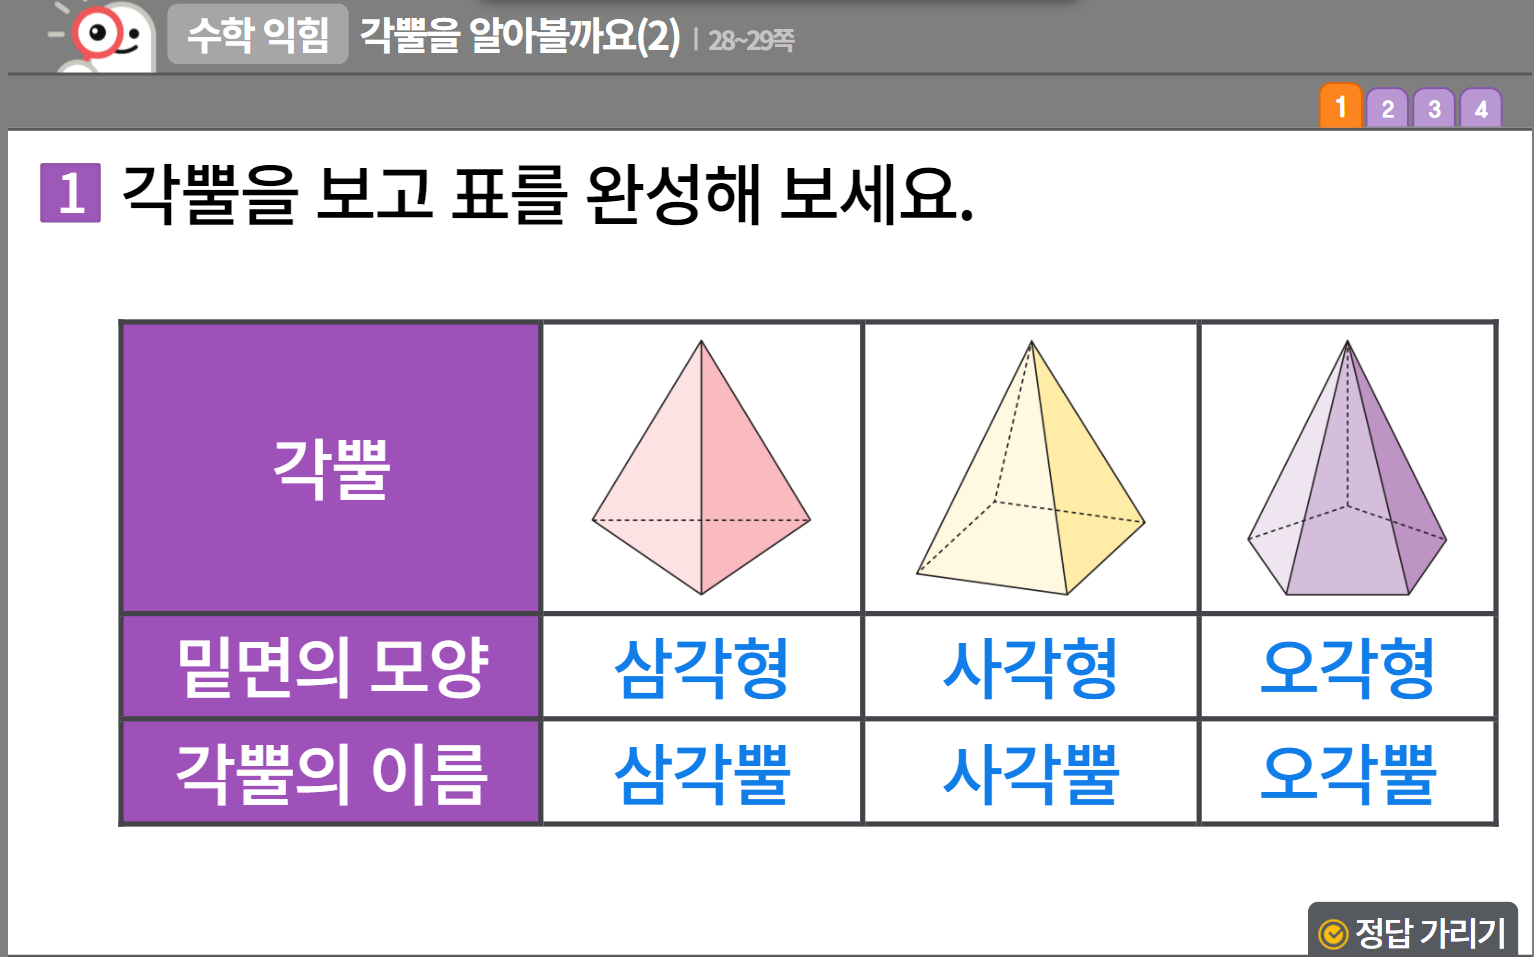 수학 익힘 각뿔을 알아볼까요(2) | 28~29쪽
1 2 3 4
1 각뿔을 보고 표를 완성해 보세요.
각뿔
밑면의 모양 삼각형 사각형 오각형
각뿔의 이름 삼각뿔 사각뿔 오각뿔
정답 가리기